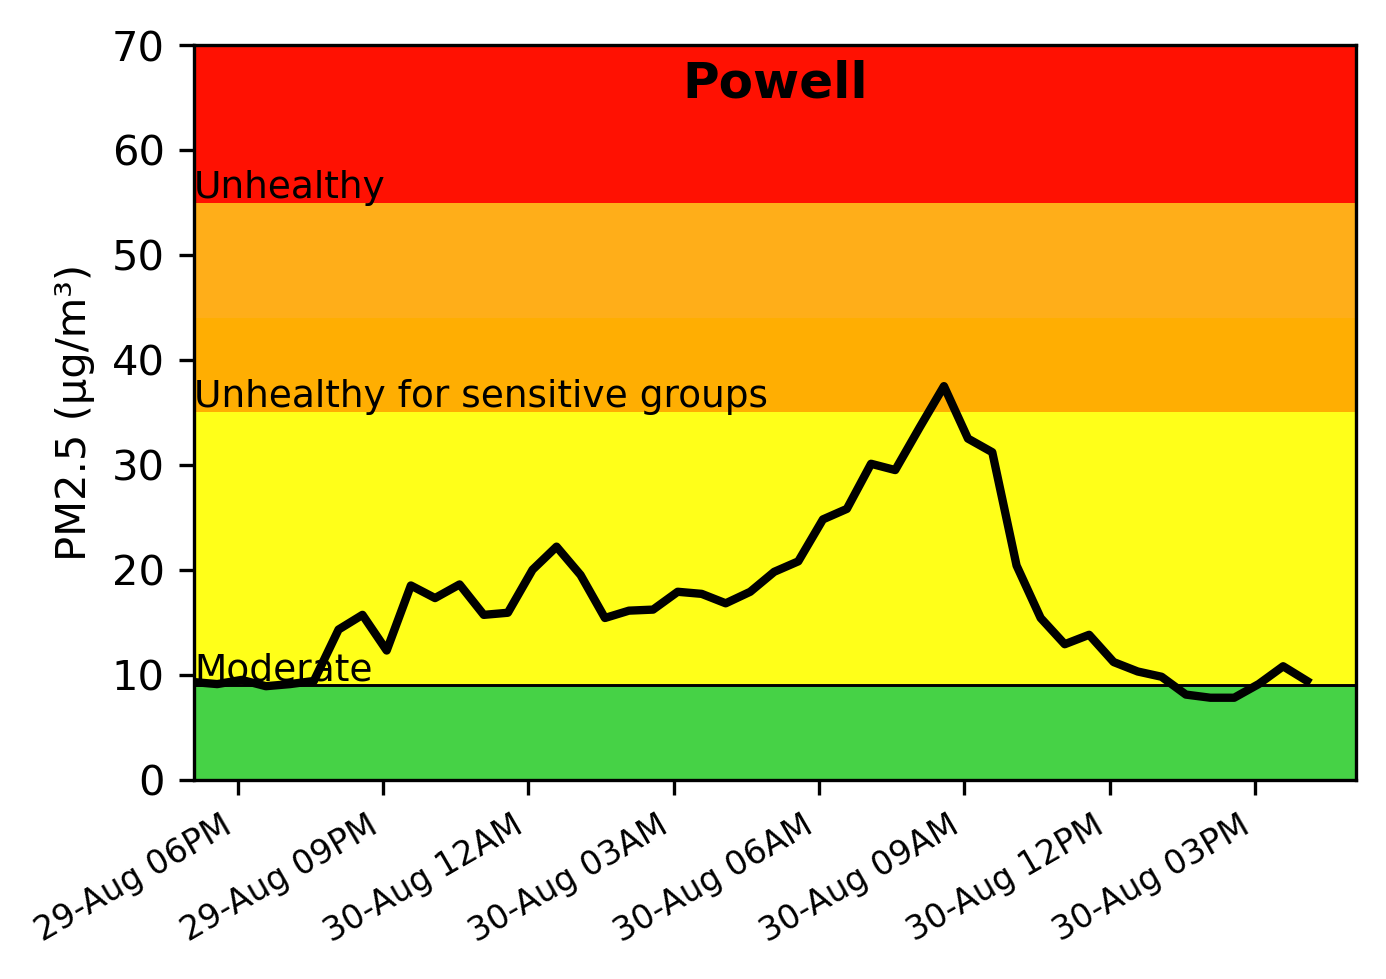 Powell
70
60
50
40
30
20
10
0
PM2.5 (µg/m³)
Unhealthy
Unhealthy for sensitive groups
Moderate
29-Aug 06PM
29-Aug 09PM
30-Aug 12AM
30-Aug 03AM
30-Aug 06AM
30-Aug 09AM
30-Aug 12PM
30-Aug 03PM